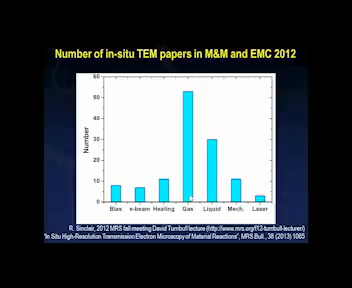 Number of in-situ TEM papers in M&M and EMC 2012
60
50
40
30
20
10
0
Number
Bias e-beam Heating Gas Liquid Mech. Laser
R. Sinclair, 2012 MRS fall meeting David Turnbull lecture (http://www.mrs.org/f12-turnbull-lecturer/)
"In Situ High-Resolution Transmission Electron Microscopy of Material Reactions", MRS Bull., 38 (2013) 1065